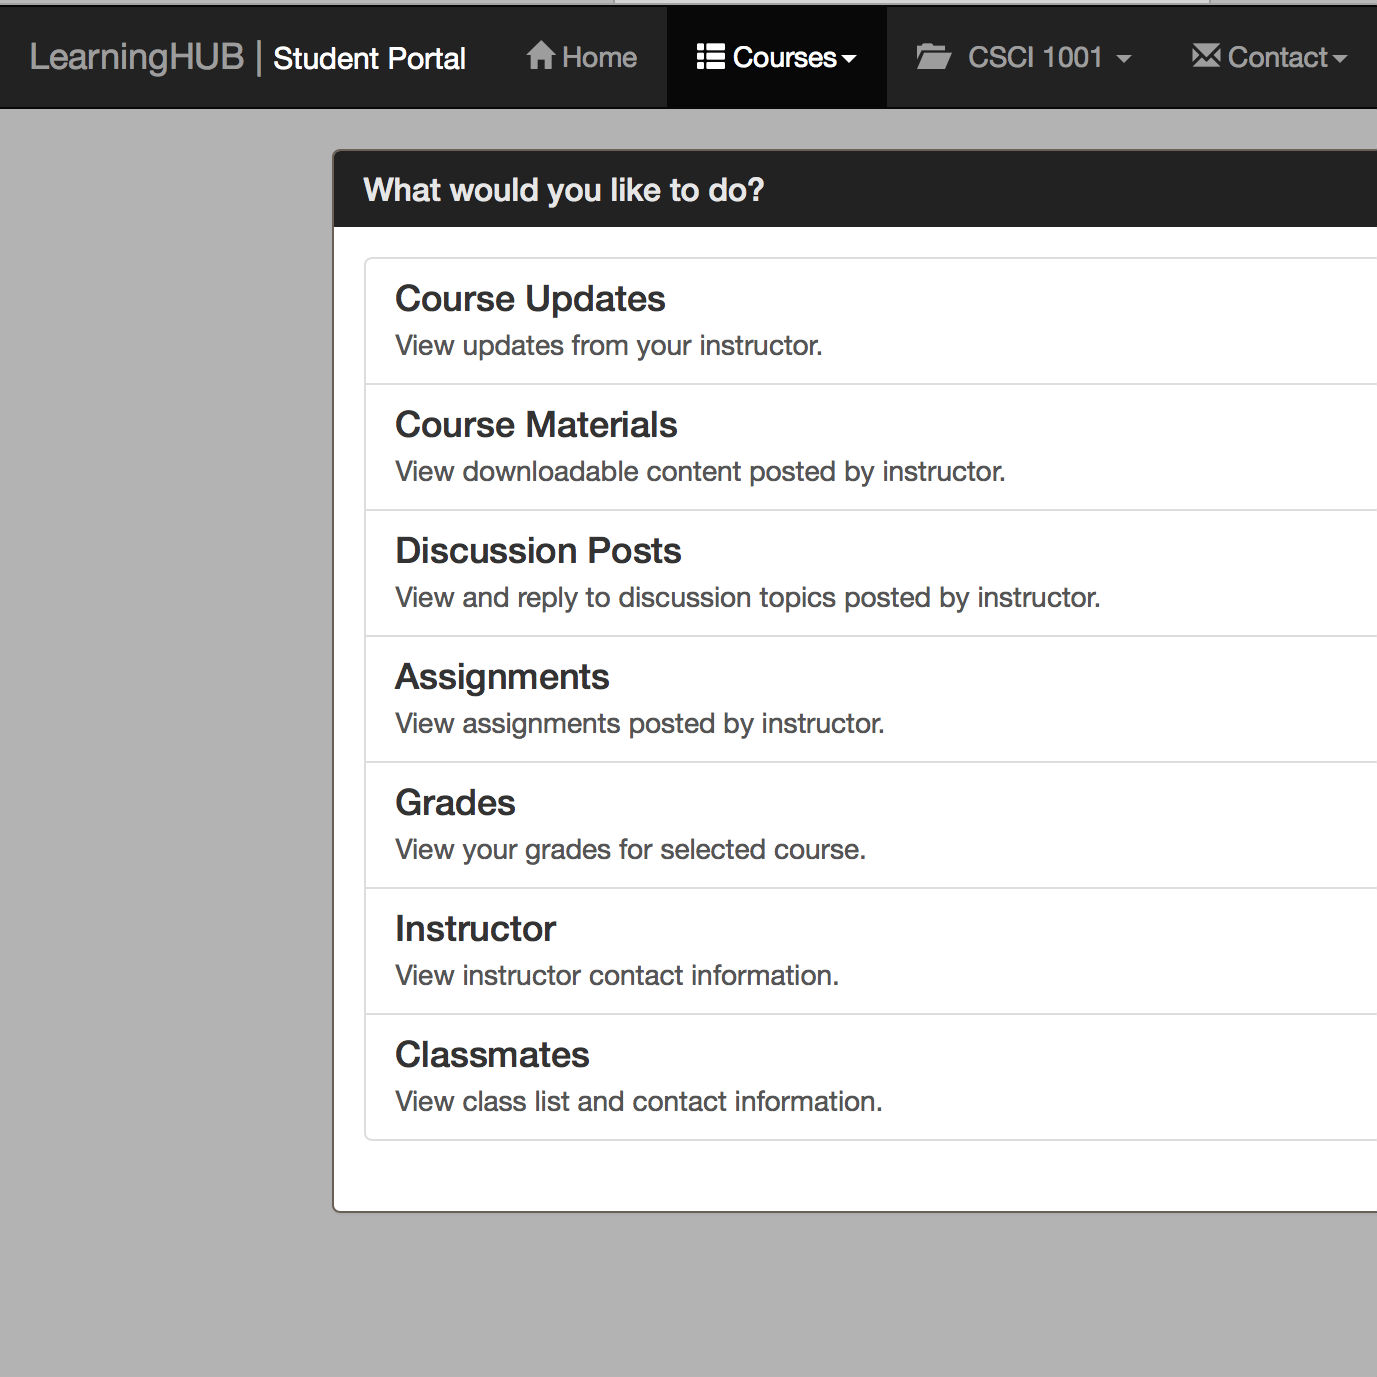 LearningHUB | Student Portal Home Courses CSCI 1001 Contact
What would you like to do?
Course Updates
View updates from your instructor.
Course Materials
View downloadable content posted by instructor.
Discussion Posts
View and reply to discussion topics posted by instructor.
Assignments
View assignments posted by instructor.
Grades
View your grades for selected course.
Instructor
View instructor contact information.
Classmates
View class list and contact information.